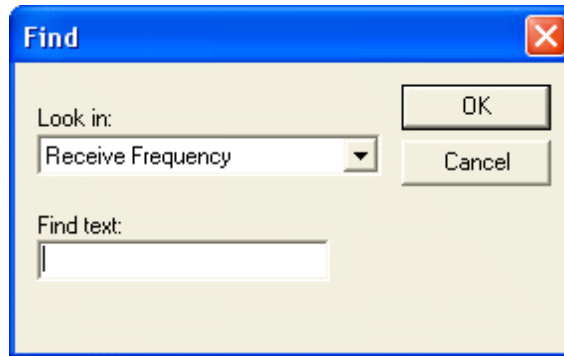 Find
Look in:
Receive Frequency
Find text:
OK
Cancel